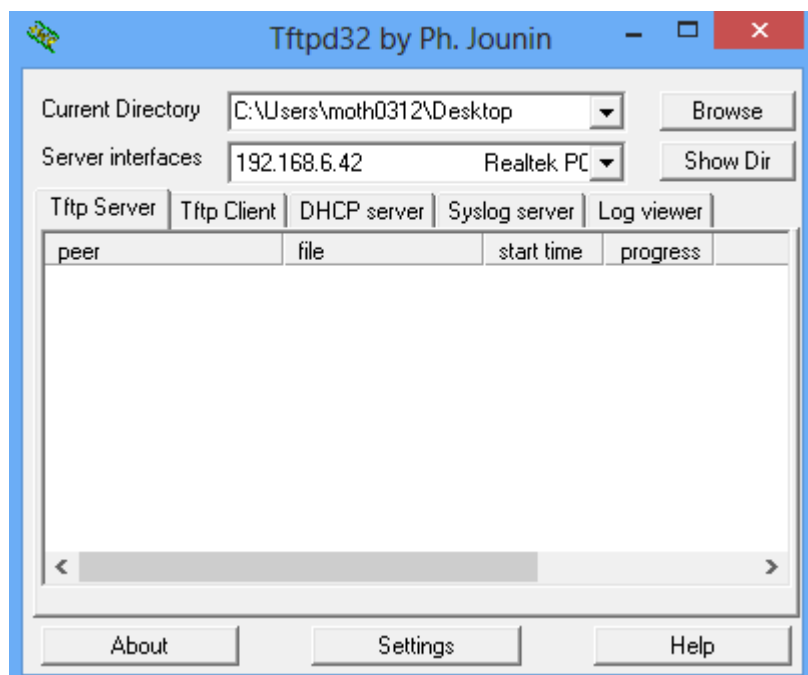 Tftpd32 by Ph. Jounin
Current Directory C:\Users\moth0312\Desktop Browse
Server interfaces 192.168.6.42 Realtek PC Show Dir
Tftp Server Tftp Client DHCP server Syslog server Log viewer
peer file start time progress
About Settings Help